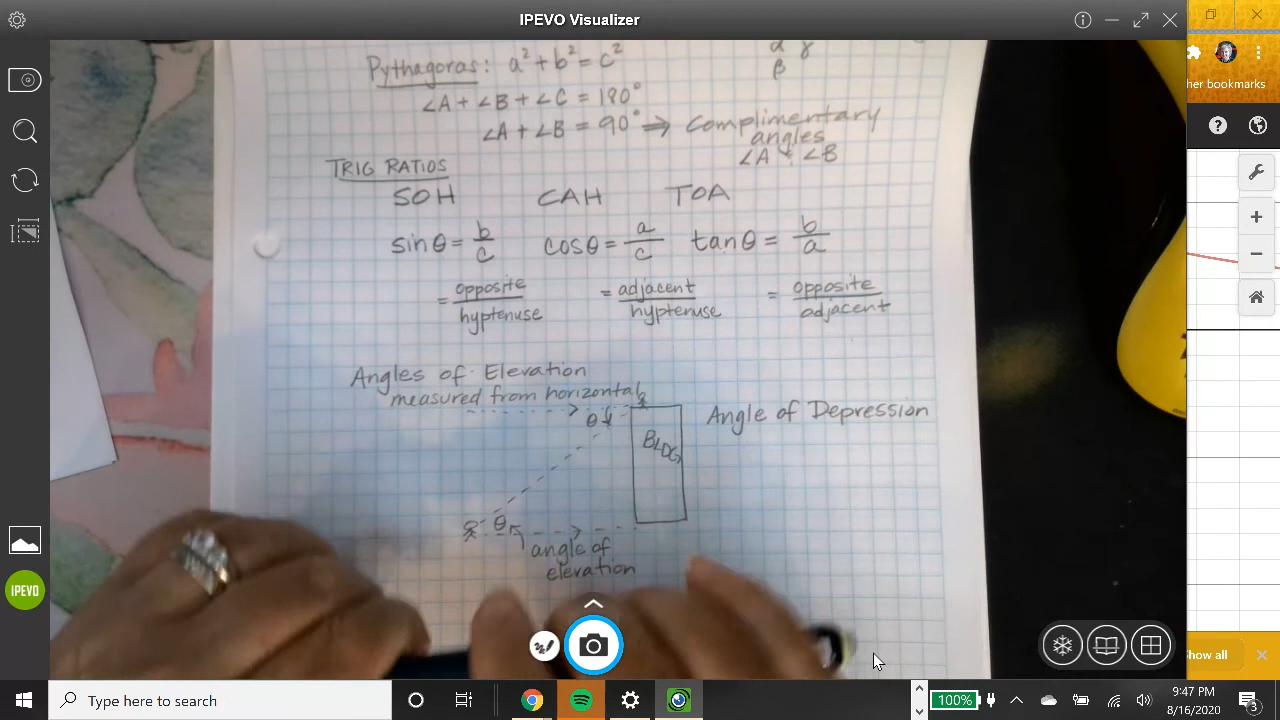 IPEVO Visualizer
Pythagoras: a² + b² = c²
α γ
β
∠A + ∠B + ∠C = 180°
∠A + ∠B = 90° ⇒ Complimentary
angles
∠A ∠B
TRIG RATIOS
SOH CAH TOA
sin θ = b/c cos θ = a/c tan θ = b/a
= opposite/hyptenuse = adjacent/hyptenuse = opposite/adjacent
Angles of Elevation
measured from horizontal
Angle of Depression
θ
BLDG
θ
angle of
elevation
IPEVO
her bookmarks
how all
Type here to search
100%
9:47 PM
8/16/2020
3